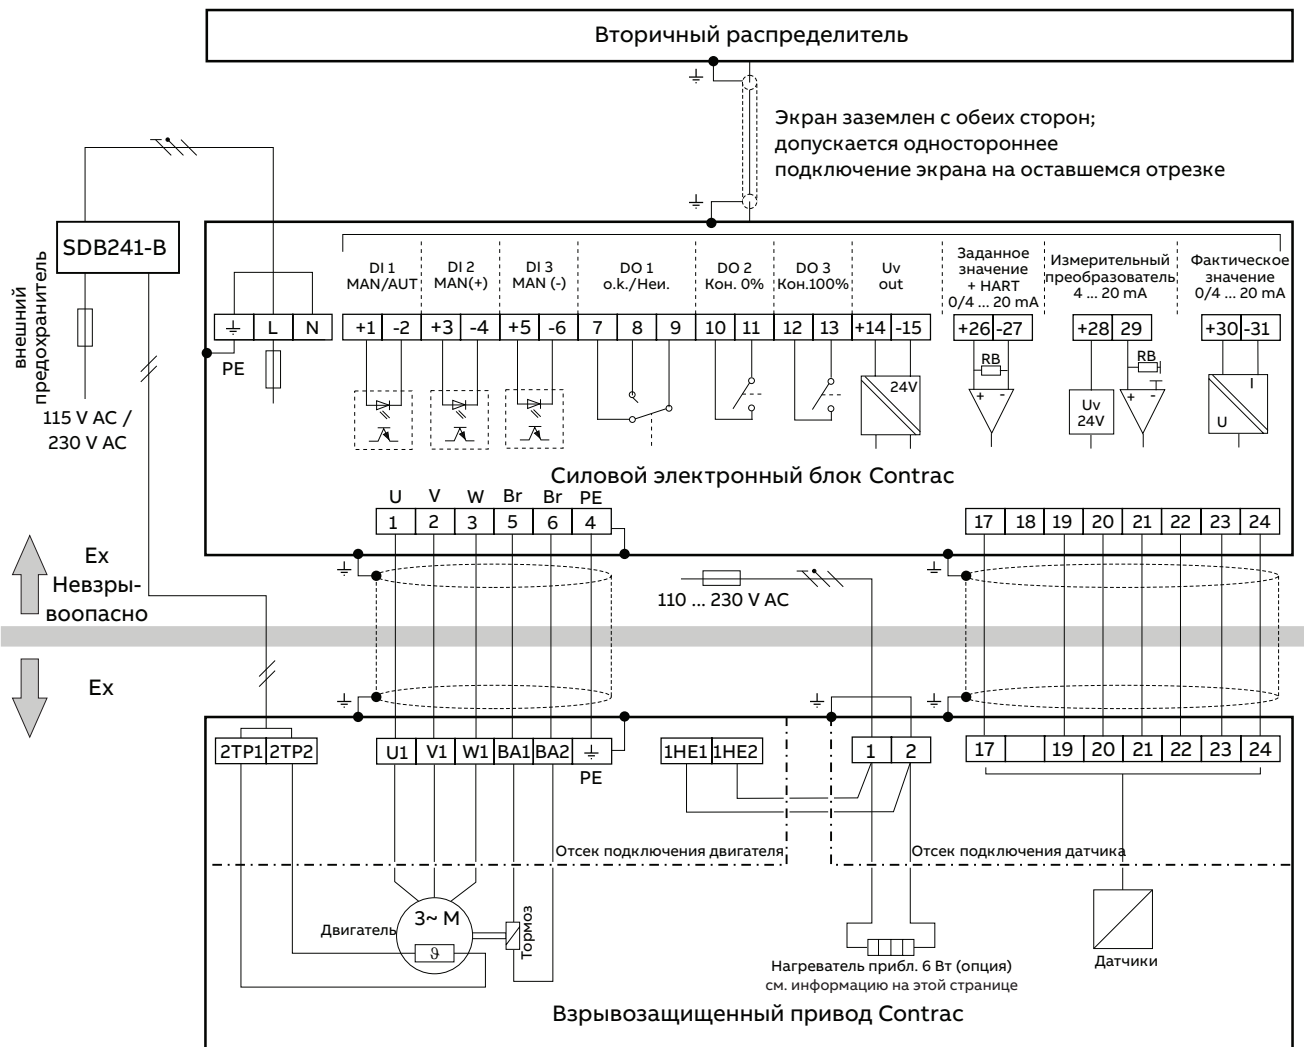 Вторичный распределитель
Экран заземлен с обеих сторон;
допускается одностороннее
подключение экрана на оставшемся отрезке
SDB241-B
внешний
предохранитель
115 V AC /
230 V AC
DI 1
MAN/AUT
DI 2
MAN(+)
DI 3
MAN (-)
DO 1
o.k./Неи.
DO 2
Кон. 0%
DO 3
Кон.100%
Uv
out
Заданное
значение
+ HART
0/4 ... 20 mA
Измерительный
преобразователь
4 ... 20 mA
Фактическое
значение
0/4 ... 20 mA
L N
+1 -2 +3 -4 +5 -6 7 8 9 10 11 12 13 +14 -15
+26 -27
+28 29
+30 -31
PE
RB
+ -
24V
Uv
24V
RB
+ -
I
U
Силовой электронный блок Contrac
U V W Br Br PE
1 2 3 5 6 4
17 18 19 20 21 22 23 24
Ex
Невзры-
воопасно
110 ... 230 V AC
Ex
2TP1 2TP2
U1 V1 W1 BA1 BA2
PE
1HE1 1HE2
1 2
17 19 20 21 22 23 24
Отсек подключения двигателя
Отсек подключения датчика
Двигатель
3~ M
ϑ
Тормоз
Нагреватель прибл. 6 Вт (опция)
см. информацию на этой странице
Датчики
Взрывозащищенный привод Contrac